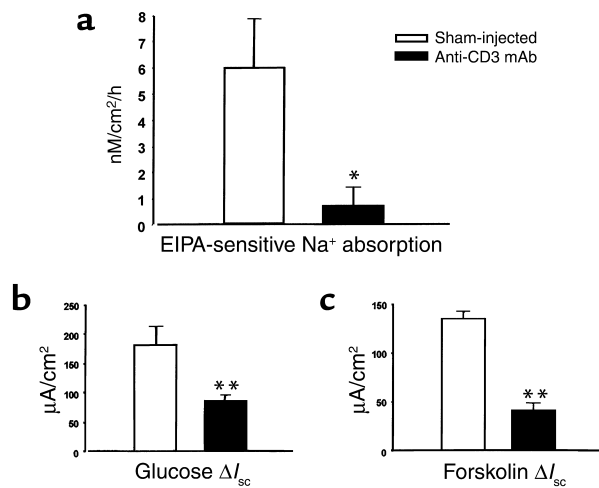 a
8
7
6
5
4
3
2
1
0
nM/cm²/h
Sham-injected
Anti-CD3 mAb
*
EIPA-sensitive Na⁺ absorption
b
250
200
150
100
50
0
µA/cm²
**
Glucose ΔIsc
c
150
100
50
0
µA/cm²
**
Forskolin ΔIsc